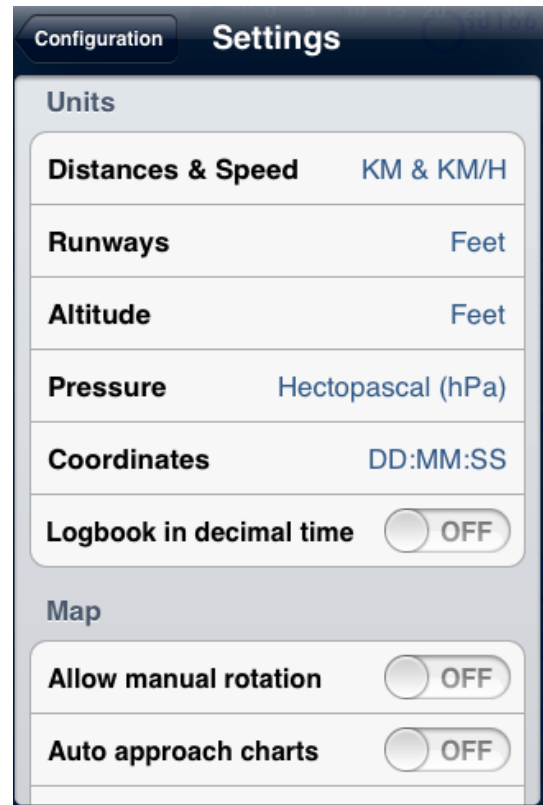 Configuration Settings
Units
Distances & Speed KM & KM/H
Runways Feet
Altitude Feet
Pressure Hectopascal (hPa)
Coordinates DD:MM:SS
Logbook in decimal time OFF
Map
Allow manual rotation OFF
Auto approach charts OFF